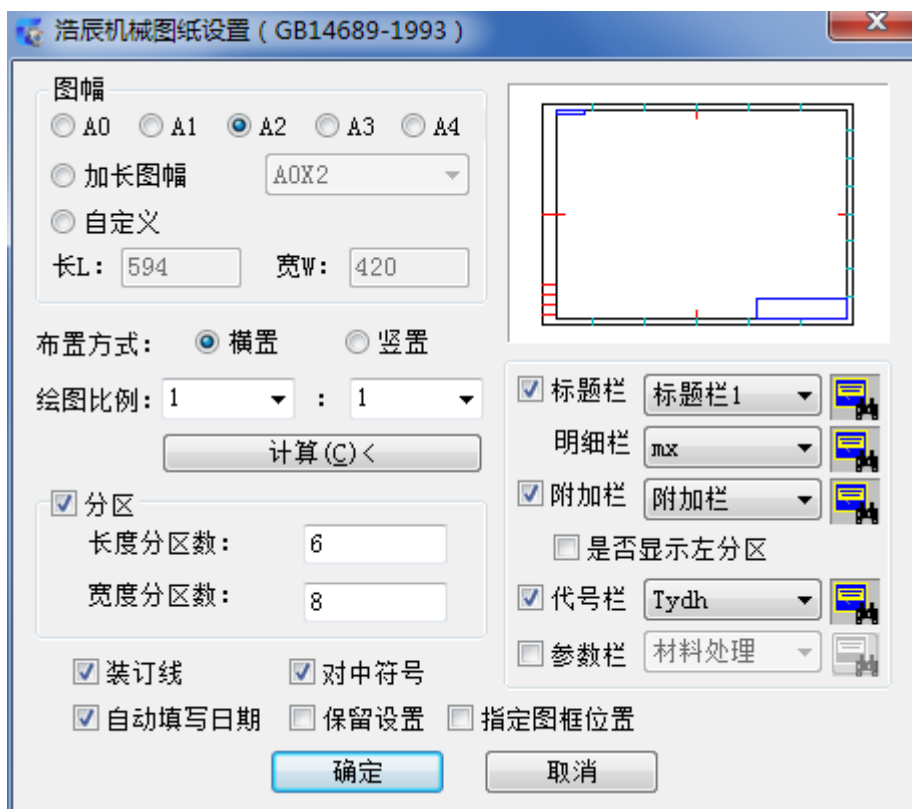 浩辰机械图纸设置（GB14689-1993）
图幅
A0 A1 A2 A3 A4
加长图幅 A0X2
自定义
长L: 594 宽W: 420
布置方式: 横置 竖置
绘图比例: 1 : 1
计算(C)<
分区
长度分区数: 6
宽度分区数: 8
标题栏 标题栏1
明细栏 mx
附加栏 附加栏
是否显示左分区
代号栏 Tydh
参数栏 材料处理
装订线 对中符号
自动填写日期 保留设置 指定图框位置
确定 取消